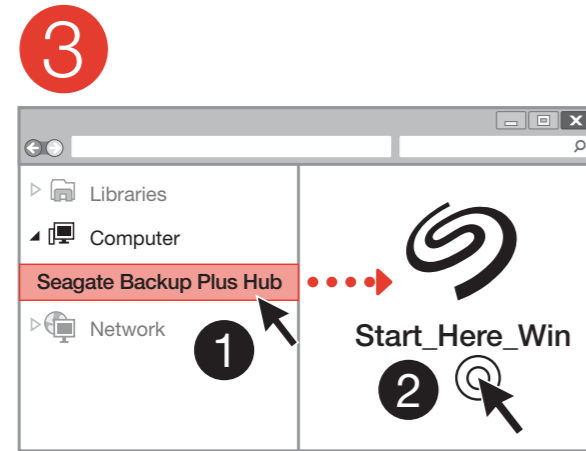 3
Libraries
Computer
Seagate Backup Plus Hub
Network
1
Start_Here_Win
2